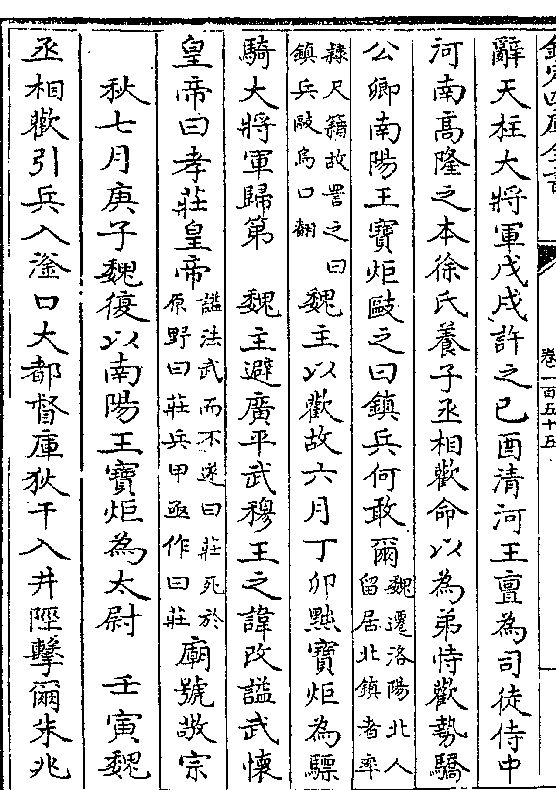 欽定四庫全書
卷一百五十五
辭天柱大將軍戊戌許之己酉清河王亶為司徒侍中
河南高隆之本徐氏養子丞相歡命以為弟恃歡勢驕
公卿南陽王寶炬毆之曰鎮兵何敢爾魏遷洛陽北人留居北鎮者率
隸尺籍故詈之曰鎮兵毆烏口翻魏主以歡故六月丁卯黜寶炬為驃
騎大將軍歸第 魏主避廣平武穆王之諱改諡武懷
皇帝曰孝莊皇帝諡法武而不遂曰莊死於原野曰莊兵甲亟作曰莊廟號敬宗
秋七月庚子魏復以南陽王寶炬為太尉 壬寅魏
丞相歡引兵入滏口大都督庫狄干入井陘擊爾朱兆